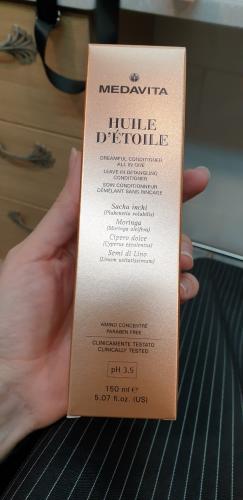 MEDAVITA
HUILE
D'ÉTOILE
DREAMFUL CONDITIONER
ALL IN ONE
LEAVE IN DETANGLING
CONDITIONER
SOIN CONDITIONNEUR
DÉMÊLANT SANS RINÇAGE
Sacha inchi
(Plukenetia volubilis)
Moringa
(Moringa oleifera)
Cipero dolce
(Cyperus esculentus)
Semi di Lino
(Linum usitatissimum)
AMINO CONCENTRÉ
PARABEN FREE
CLINICAMENTE TESTATO
CLINICALLY TESTED
pH 3.5
150 ml ℮
5.07 fl.oz. (US)